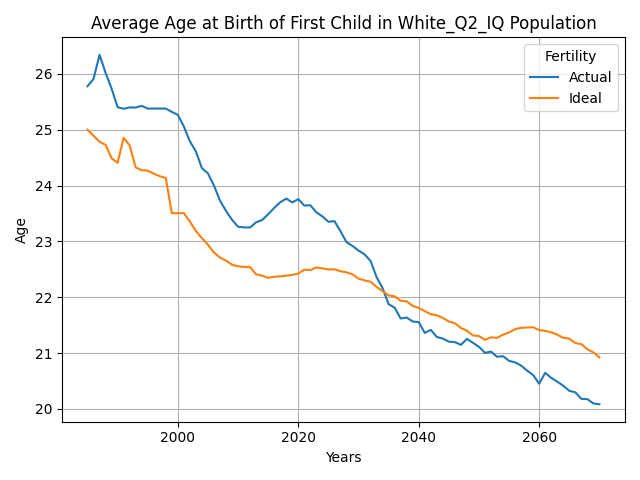 Average Age at Birth of First Child in White_Q2_IQ Population
Fertility
Actual
Ideal
26
25
24
23
22
21
20
Age
2000
2020
2040
2060
Years